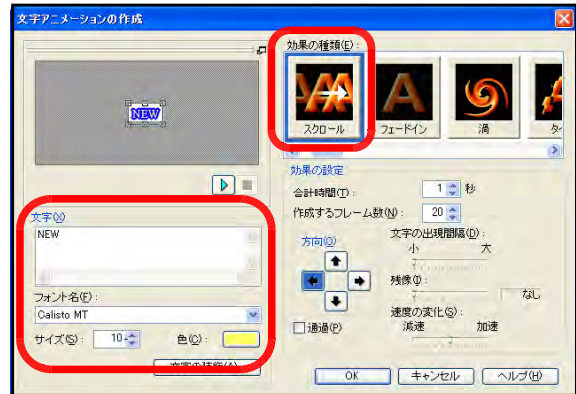 文字アニメーションの作成
効果の種類(E):
NEW
スクロール
フェードイン
渦
効果の設定
合計時間(T):
1
秒
作成するフレーム数(N):
20
文字(X)
NEW
方向(O)
文字の出現間隔(D):
小
大
残像(I):
なし
フォント名(F):
Calisto MT
速度の変化(S):
減速
加速
通過(P)
サイズ(S):
10
色(C):
OK
キャンセル
ヘルプ(H)